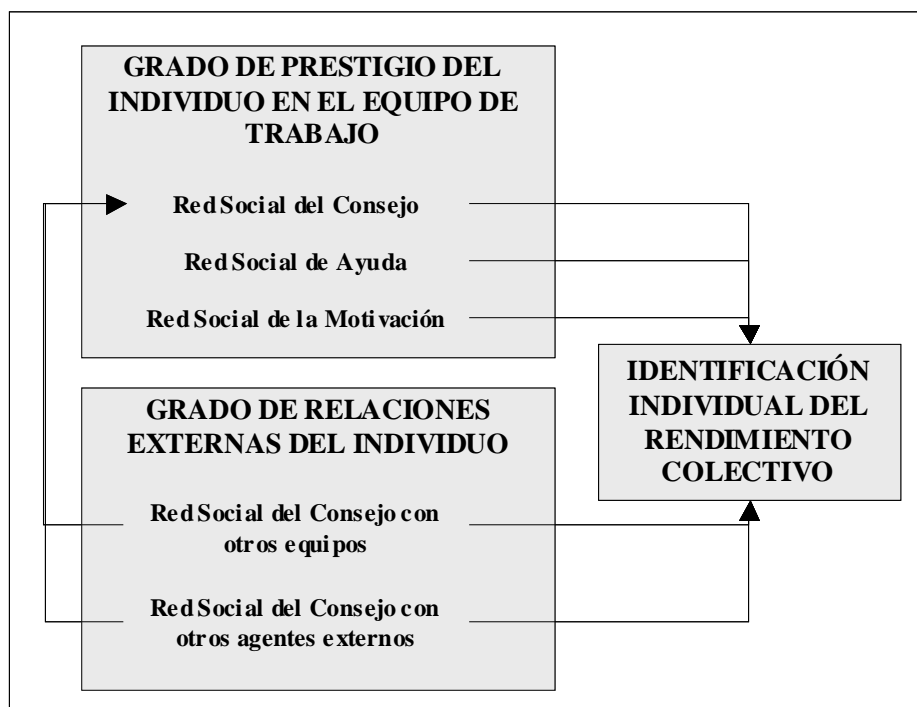 GRADO DE PRESTIGIO DEL
INDIVIDUO EN EL EQUIPO DE
TRABAJO
Red Social del Consejo
Red Social de Ayuda
Red Social de la Motivación
IDENTIFICACIÓN
INDIVIDUAL DEL
RENDIMIENTO
COLECTIVO
GRADO DE RELACIONES
EXTERNAS DEL INDIVIDUO
Red Social del Consejo con
otros equipos
Red Social del Consejo con
otros agentes externos